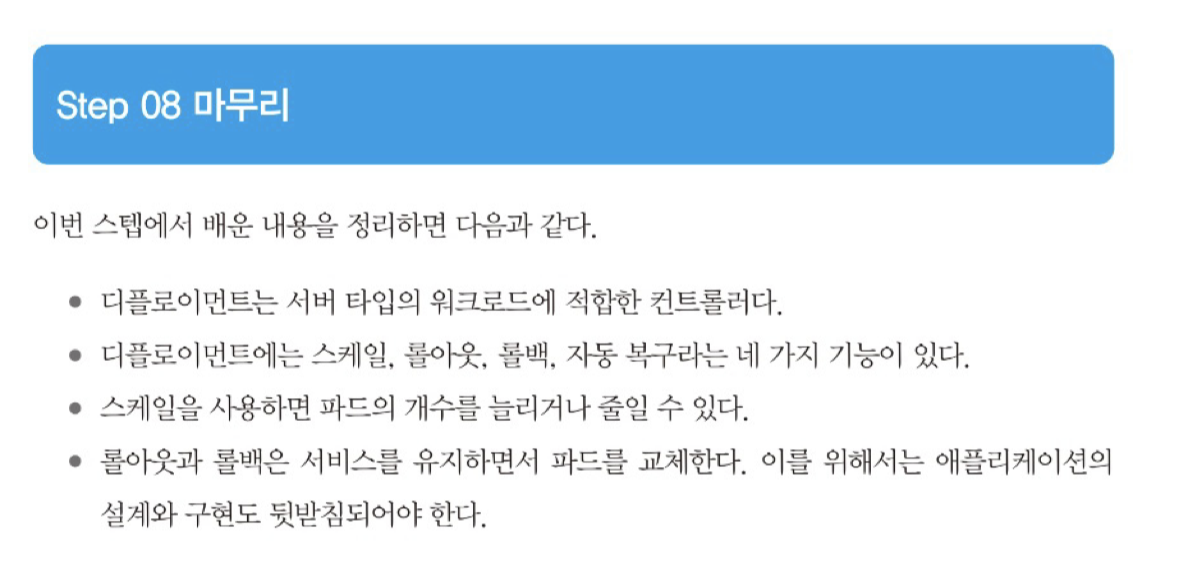 Step 08 마무리
이번 스텝에서 배운 내용을 정리하면 다음과 같다.
● 디플로이먼트는 서버 타입의 워크로드에 적합한 컨트롤러다.
● 디플로이먼트에는 스케일, 롤아웃, 롤백, 자동 복구라는 네 가지 기능이 있다.
● 스케일을 사용하면 파드의 개수를 늘리거나 줄일 수 있다.
● 롤아웃과 롤백은 서비스를 유지하면서 파드를 교체한다. 이를 위해서는 애플리케이션의
설계와 구현도 뒷받침되어야 한다.